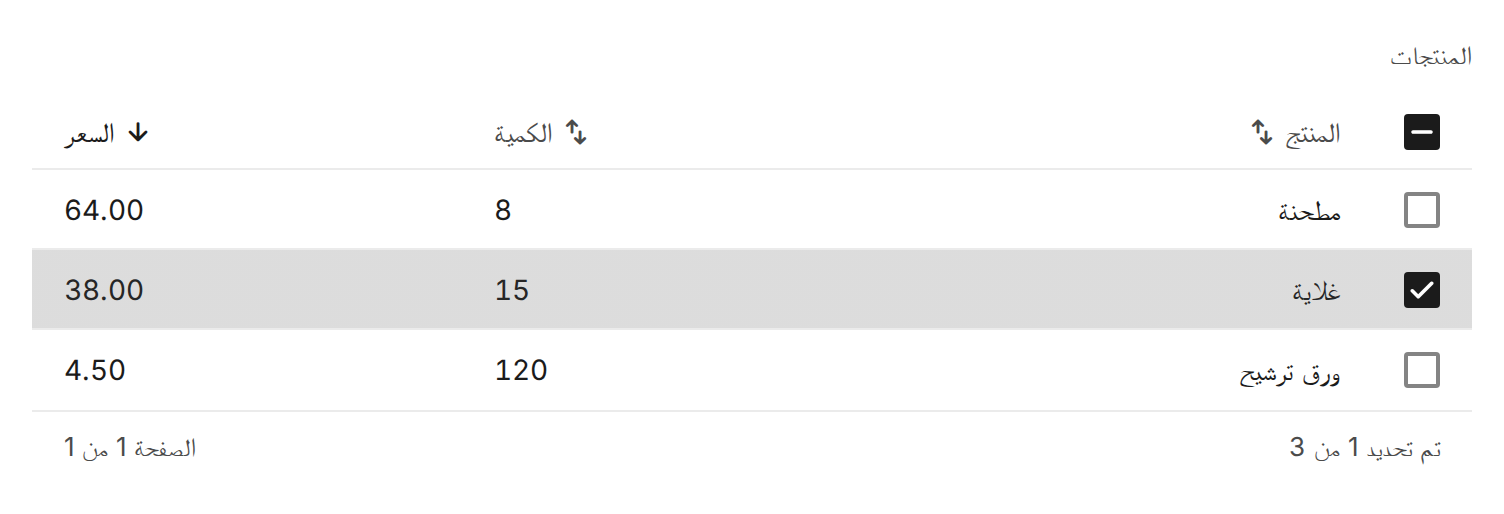 المنتجات
المنتج الكمية السعر
مطحنة 8 64.00
غلاية 15 38.00
ورق ترشيح 120 4.50
تم تحديد 1 من 3 الصفحة 1 من 1